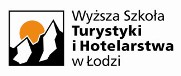 Wyższa Szkoła
Turystyki
i Hotelarstwa
w Łodzi